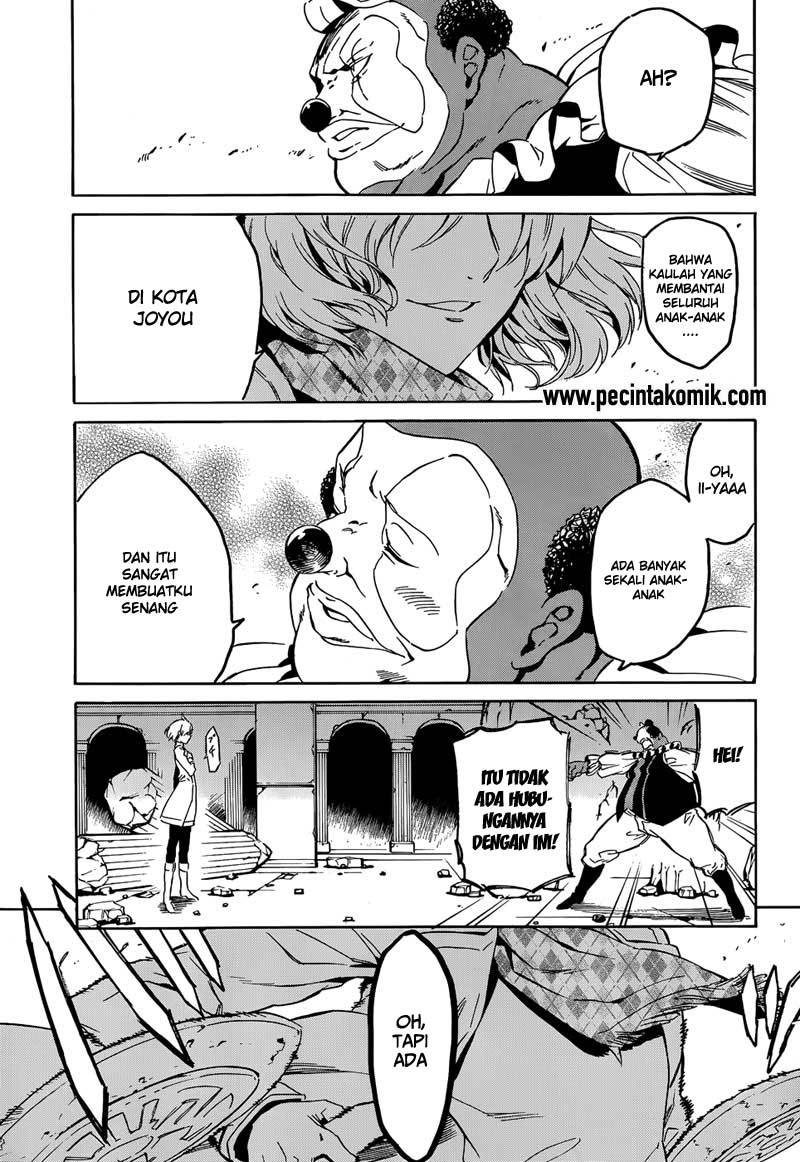 AH?
BAHWA
KAULAH YANG
MEMBANTAI
SELURUH
ANAK-ANAK
....
DI KOTA
JOYOU
www.pecintakomik.com
OH,
II-YAAA
ADA BANYAK
SEKALI ANAK-
ANAK
DAN ITU
SANGAT
MEMBUATKU
SENANG
HEI!
ITU TIDAK
ADA HUBU-
NGANNYA
DENGAN INI!
OH,
TAPI
ADA